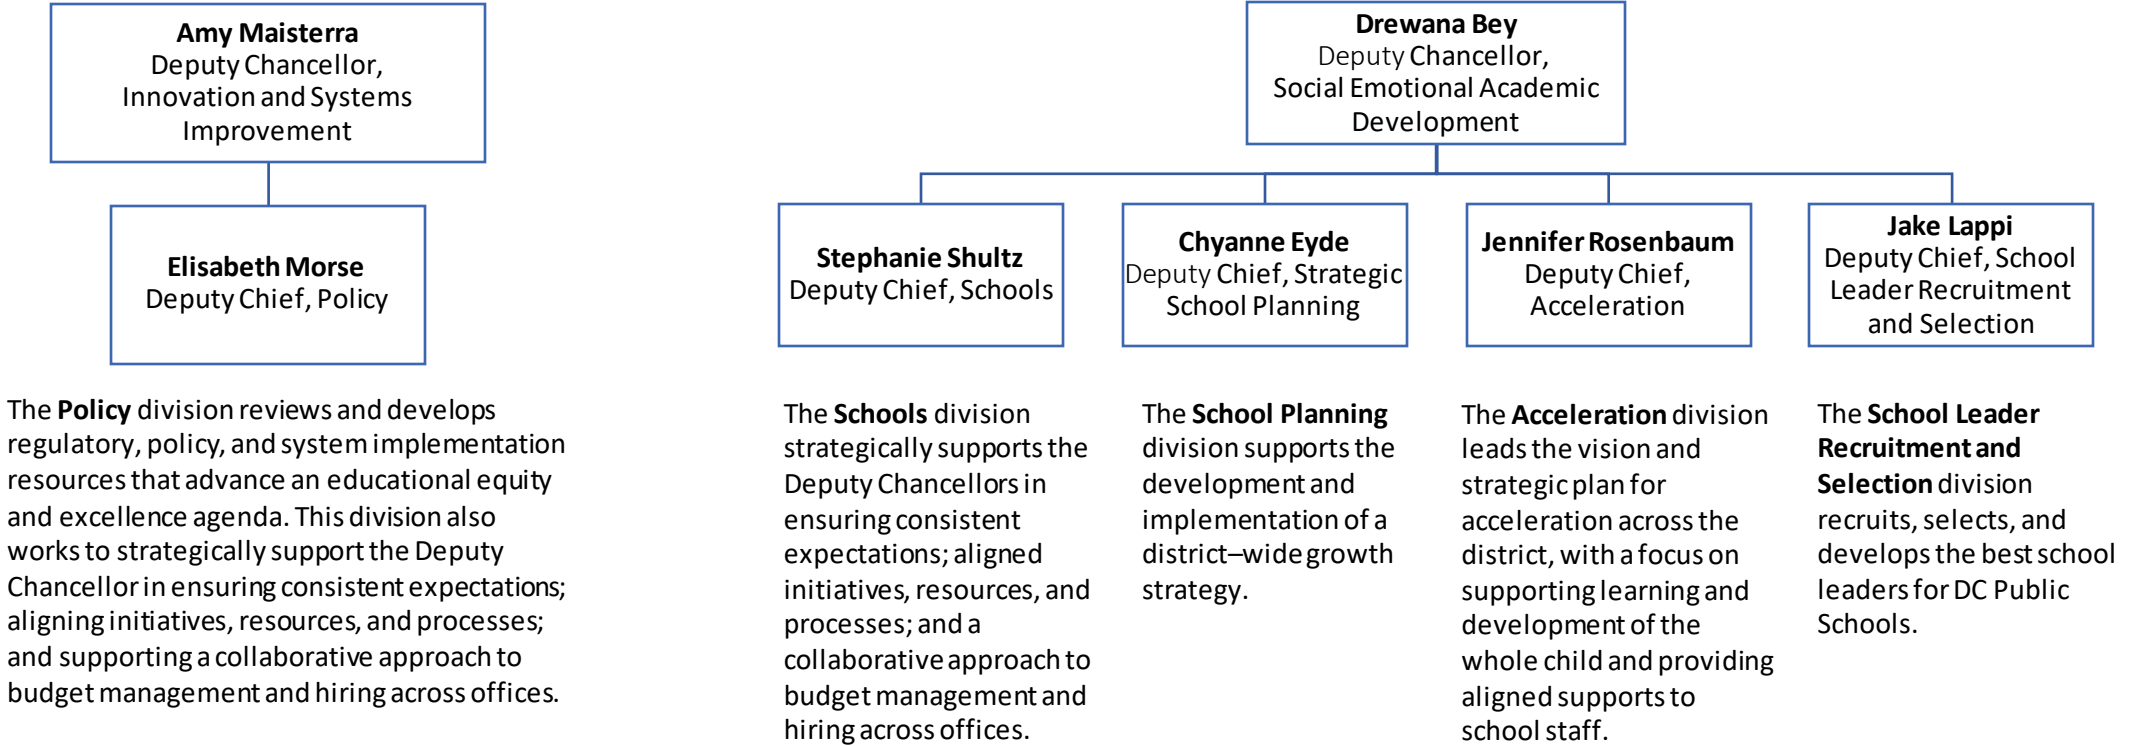 Amy Maisterra
Deputy Chancellor,
Innovation and Systems
Improvement
Elisabeth Morse
Deputy Chief, Policy
The Policy division reviews and develops
regulatory, policy, and system implementation
resources that advance an educational equity
and excellence agenda. This division also
works to strategically support the Deputy
Chancellor in ensuring consistent expectations;
aligning initiatives, resources, and processes;
and supporting a collaborative approach to
budget management and hiring across offices.
Drewana Bey
Deputy Chancellor,
Social Emotional Academic
Development
Stephanie Shultz
Deputy Chief, Schools
The Schools division
strategically supports the
Deputy Chancellors in
ensuring consistent
expectations; aligned
initiatives, resources, and
processes; and a
collaborative approach to
budget management and
hiring across offices.
Chyanne Eyde
Deputy Chief, Strategic
School Planning
The School Planning
division supports the
development and
implementation of a
district–wide growth
strategy.
Jennifer Rosenbaum
Deputy Chief,
Acceleration
The Acceleration division
leads the vision and
strategic plan for
acceleration across the
district, with a focus on
supporting learning and
development of the
whole child and providing
aligned supports to
school staff.
Jake Lappi
Deputy Chief, School
Leader Recruitment
and Selection
The School Leader
Recruitment and
Selection division
recruits, selects, and
develops the best school
leaders for DC Public
Schools.